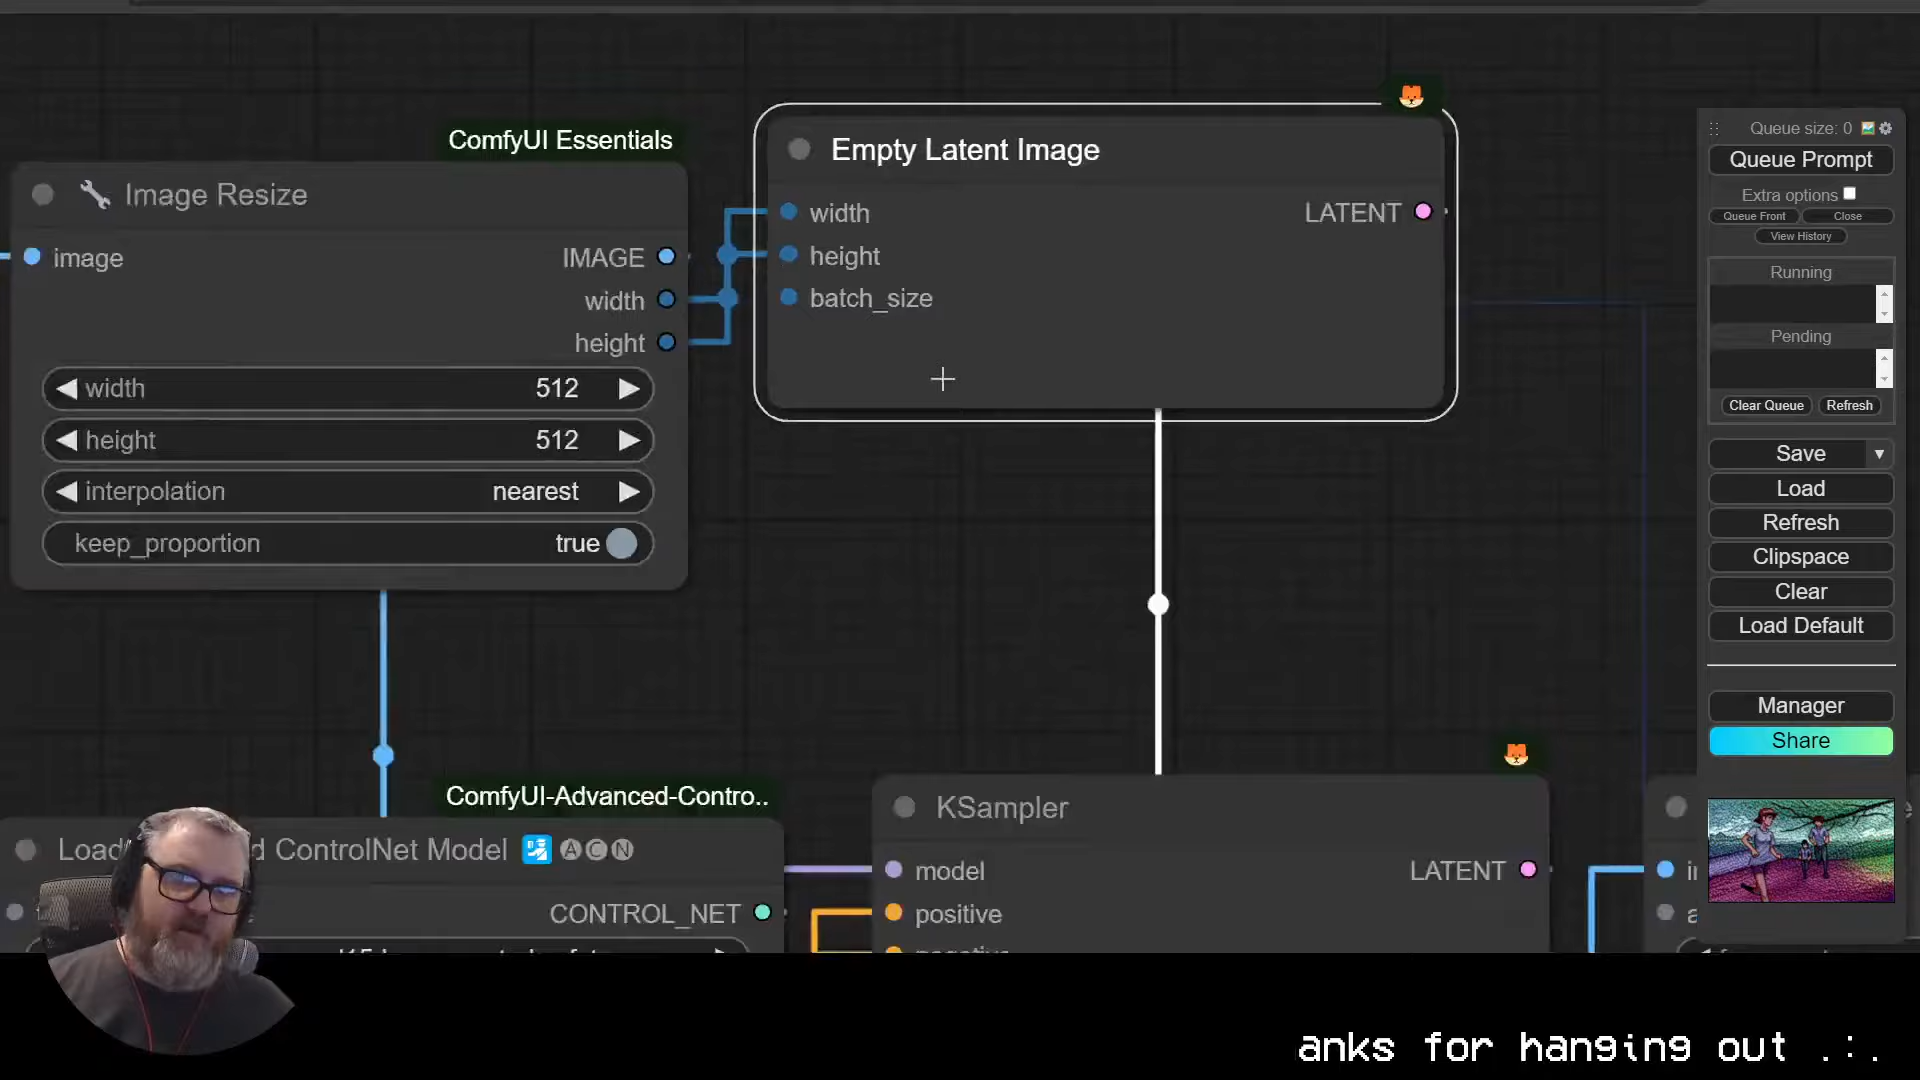 ComfyUI Essentials
Image Resize
image
IMAGE
width
height
width 512
height 512
interpolation nearest
keep_proportion true
Empty Latent Image
width
LATENT
height
batch_size
ComfyUI-Advanced-Contro..
Load
d ControlNet Model
A C N
CONTROL_NET
KSampler
model
LATENT
positive
Queue size: 0
Queue Prompt
Extra options
Queue Front
Close
View History
Running
Pending
Clear Queue
Refresh
Save
Load
Refresh
Clipspace
Clear
Load Default
Manager
Share
anks for hanging out .:.